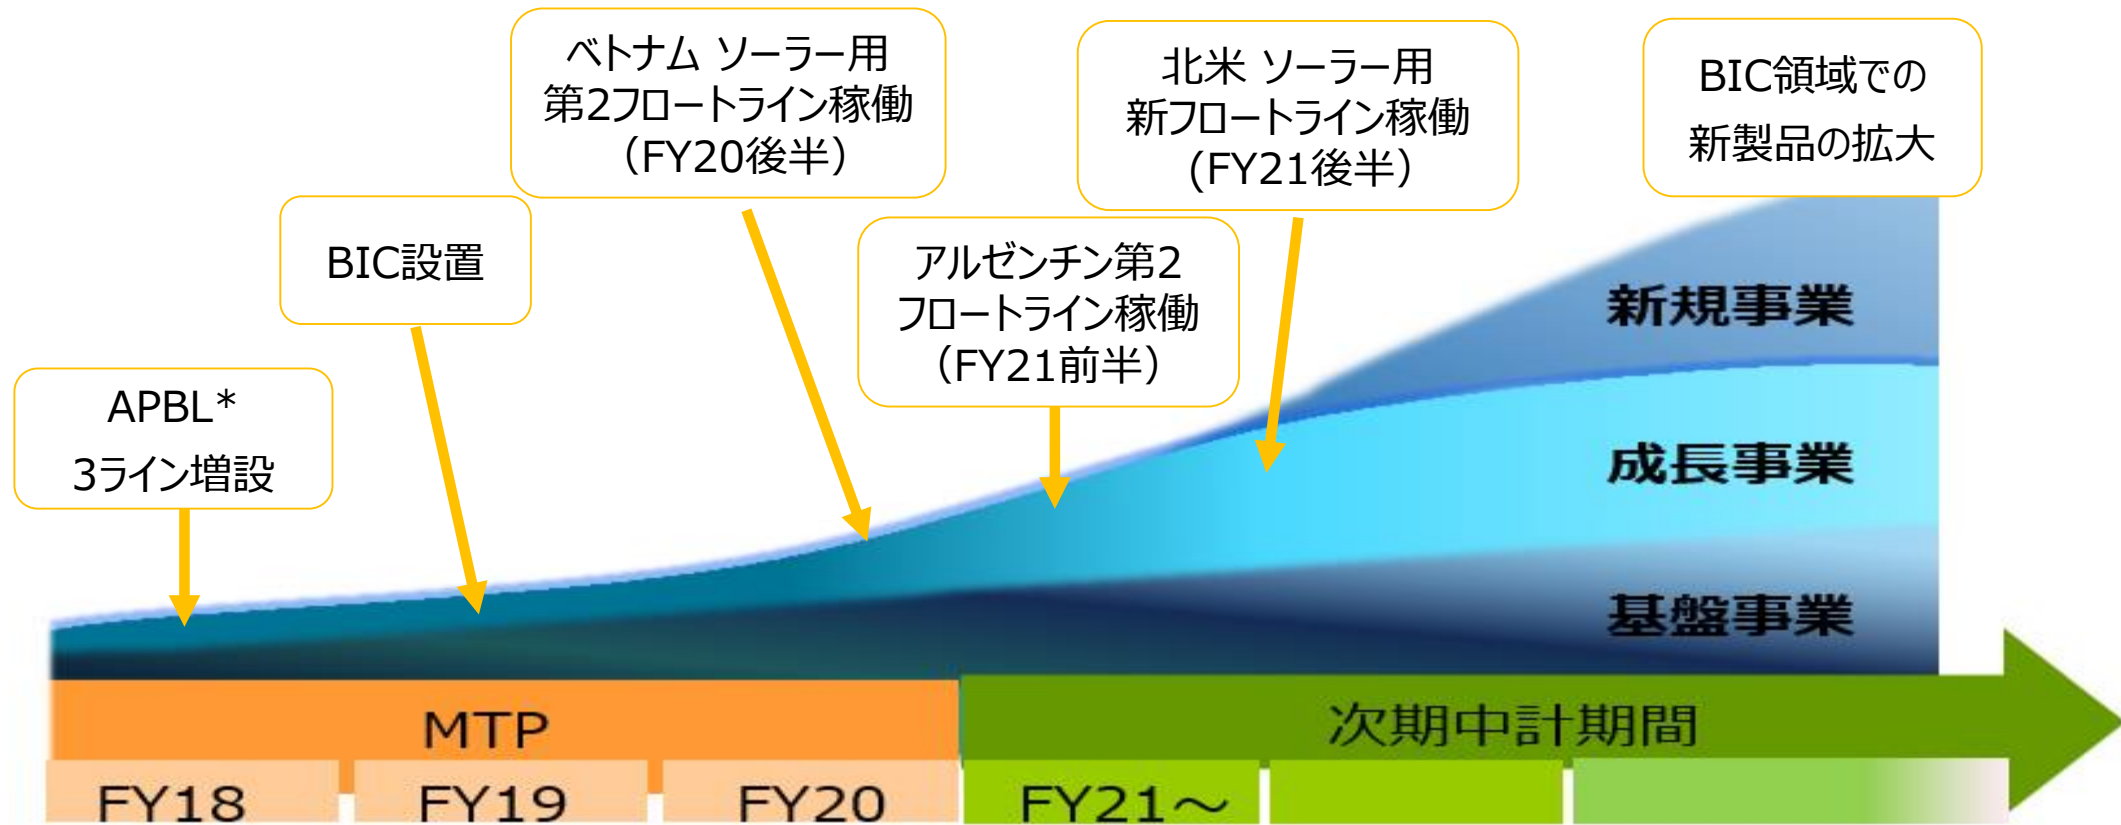 ベトナム ソーラー用
第2フロートライン稼働
（FY20後半）
北米 ソーラー用
新フロートライン稼働
(FY21後半）
BIC領域での
新製品の拡大
BIC設置
アルゼンチン第2
フロートライン稼働
（FY21前半）
APBL*
3ライン増設
新規事業
成長事業
基盤事業
MTP
次期中計期間
FY18
FY19
FY20
FY21～